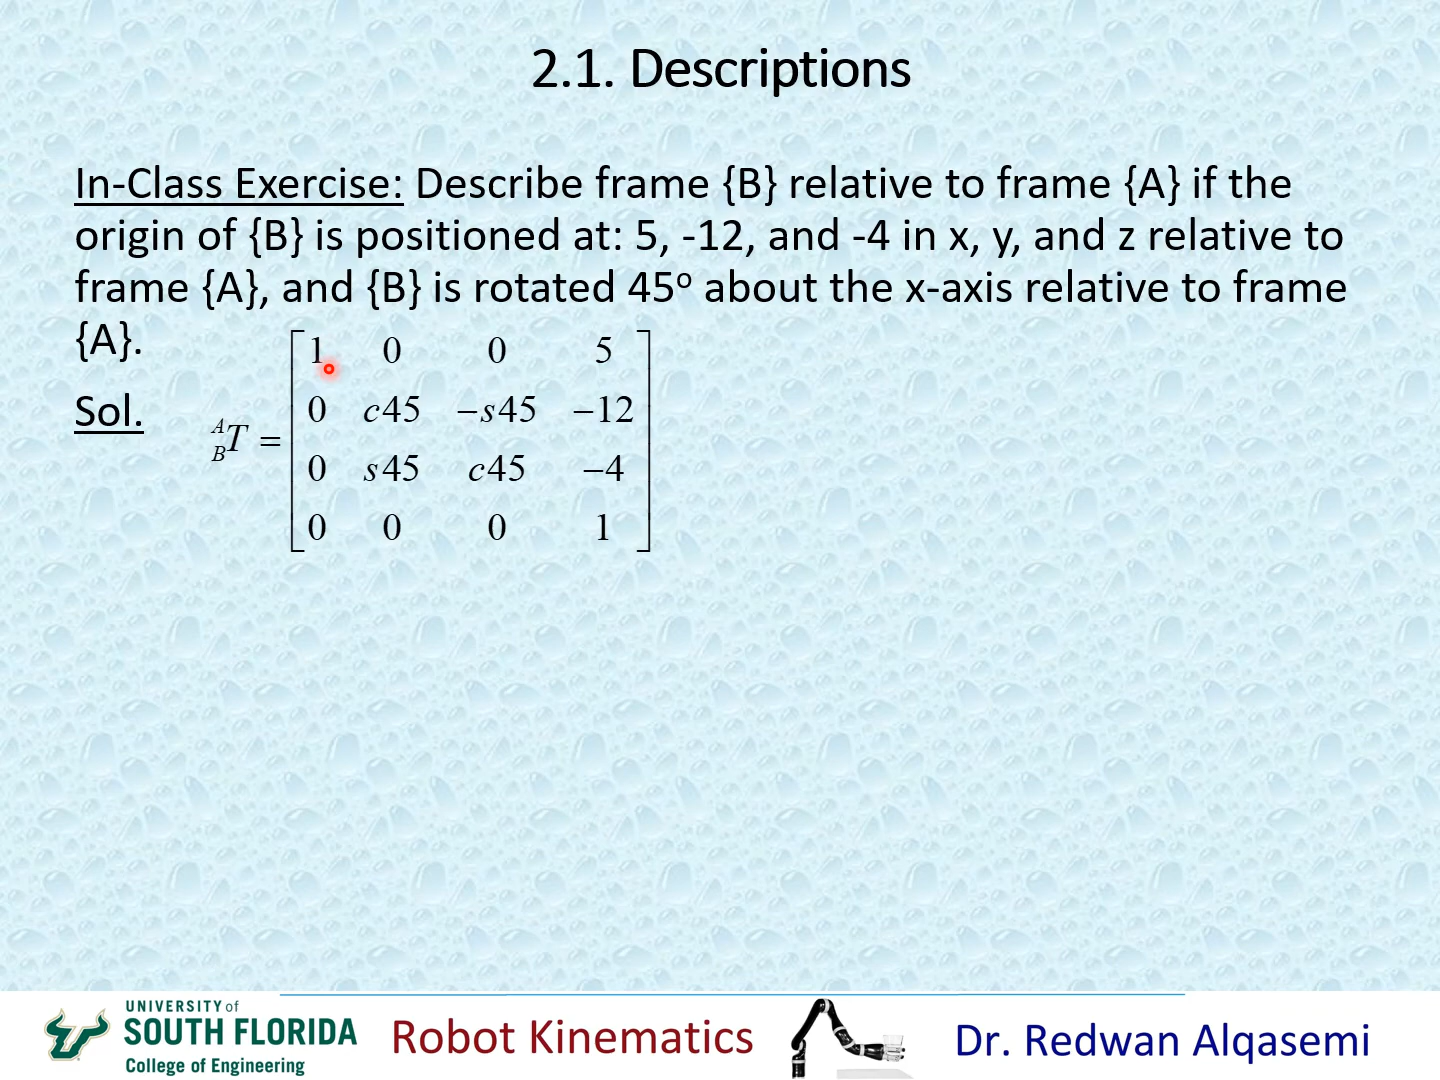 2.1. Descriptions
In-Class Exercise: Describe frame {B} relative to frame {A} if the
origin of {B} is positioned at: 5, -12, and -4 in x, y, and z relative to
frame {A}, and {B} is rotated 45º about the x-axis relative to frame
{A}.
Sol.
A B T =
1 0 0 5
0 c45 −s45 −12
0 s45 c45 −4
0 0 0 1
UNIVERSITY of
SOUTH FLORIDA
College of Engineering
Robot Kinematics
Dr. Redwan Alqasemi